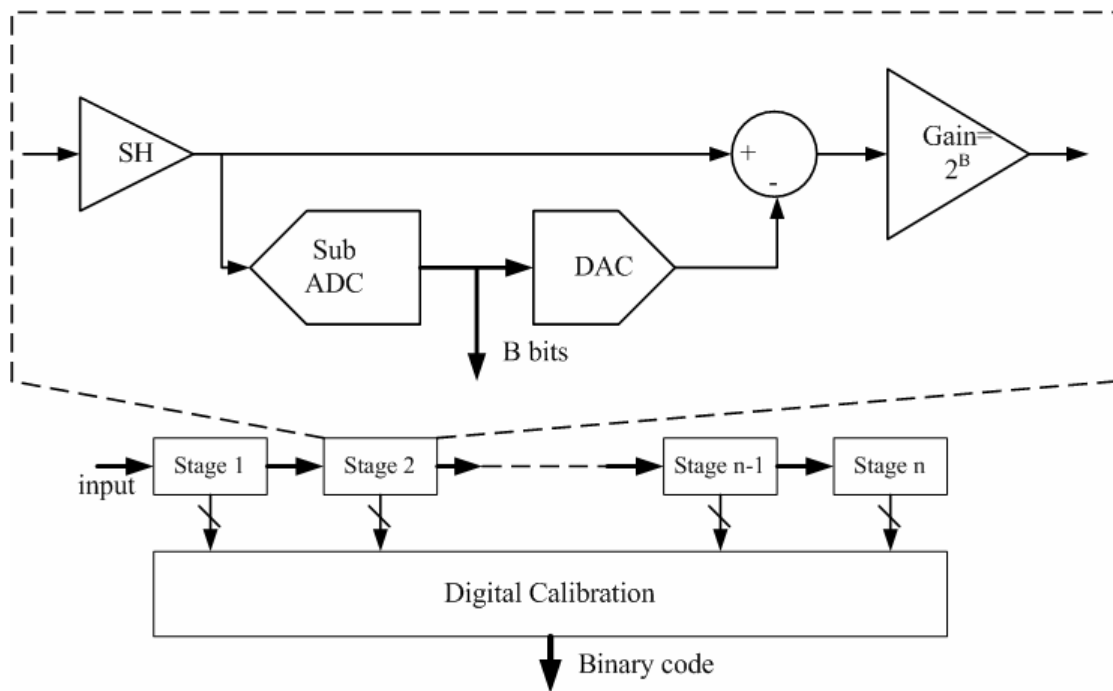 SH
+
-
Gain=
2^B
Sub
ADC
DAC
B bits
Stage 1
Stage 2
Stage n-1
Stage n
input
Digital Calibration
Binary code